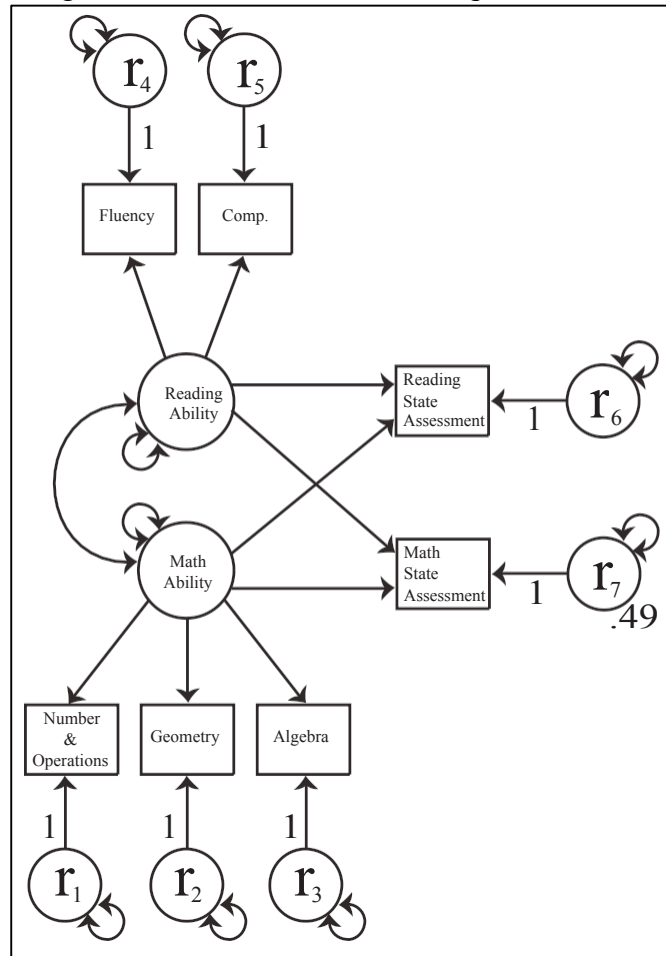 r4
r5
1
1
Fluency
Comp.
Reading
Ability
Reading
State
Assessment
1
r6
Math
Ability
Math
State
Assessment
1
r7
.49
Number
&
Operations
Geometry
Algebra
1
1
1
r1
r2
r3